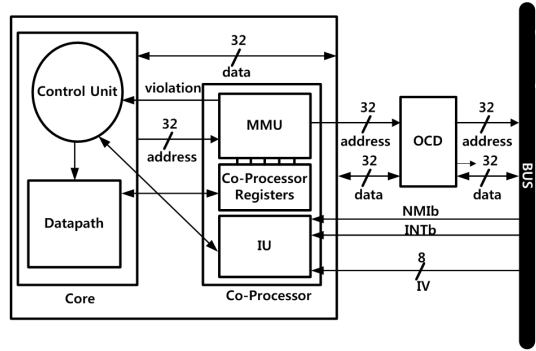 32
data
Control Unit
violation
32
address
MMU
32
address
OCD
32
address
Co-Processor
Registers
32
data
32
data
BUS
Datapath
NMIb
INTb
IU
8
IV
Core
Co-Processor